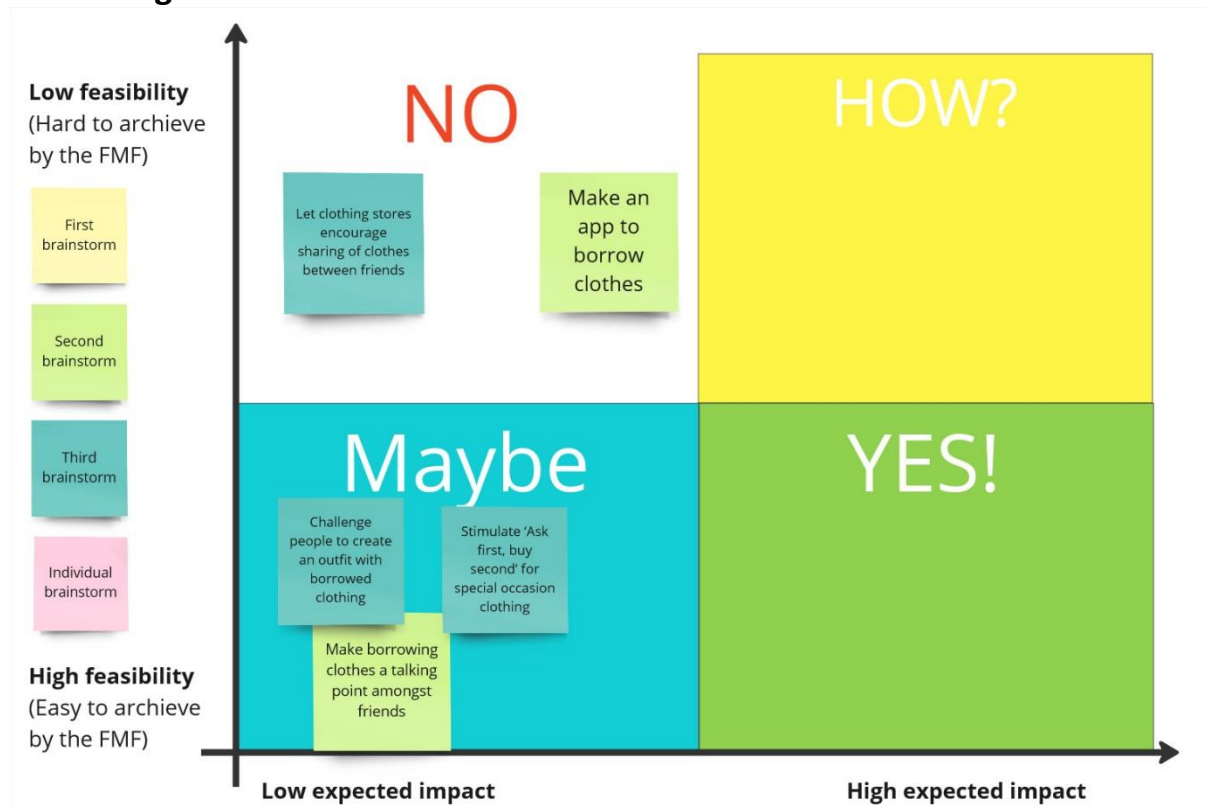 Low feasibility
(Hard to archieve
by the FMF)
First
brainstorm
Second
brainstorm
Third
brainstorm
Individual
brainstorm
High feasibility
(Easy to archieve
by the FMF)
NO
HOW?
Let clothing stores
encourage
sharing of clothes
between friends
Make an
app to
borrow
clothes
Maybe
YES!
Challenge
people to create
an outfit with
borrowed
clothing
Stimulate ‘Ask
first, buy
second’ for
special occasion
clothing
Make borrowing
clothes a talking
point amongst
friends
Low expected impact
High expected impact